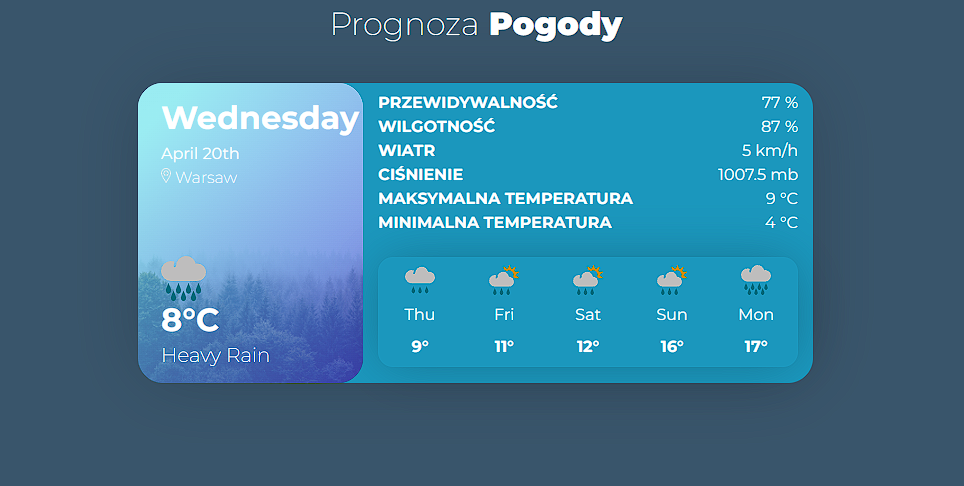 Prognoza Pogody
Wednesday
April 20th
Warsaw
8°C
Heavy Rain
PRZEWIDYWALNOŚĆ 77 %
WILGOTNOŚĆ 87 %
WIATR 5 km/h
CIŚNIENIE 1007.5 mb
MAKSYMALNA TEMPERATURA 9 °C
MINIMALNA TEMPERATURA 4 °C
Thu Fri Sat Sun Mon
9° 11° 12° 16° 17°